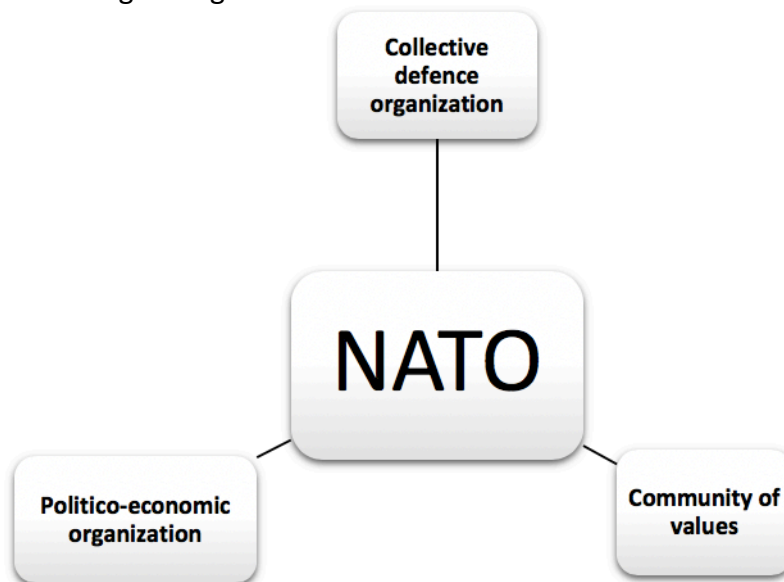 Collective
defence
organization
NATO
Politico-economic
organization
Community of
values